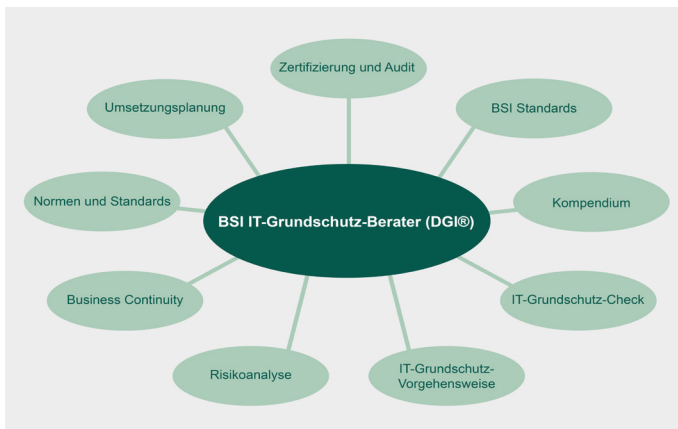 Zertifizierung und Audit
Umsetzungsplanung
BSI Standards
Normen und Standards
BSI IT-Grundschutz-Berater (DGI®)
Kompendium
Business Continuity
IT-Grundschutz-Check
Risikoanalyse
IT-Grundschutz-
Vorgehensweise